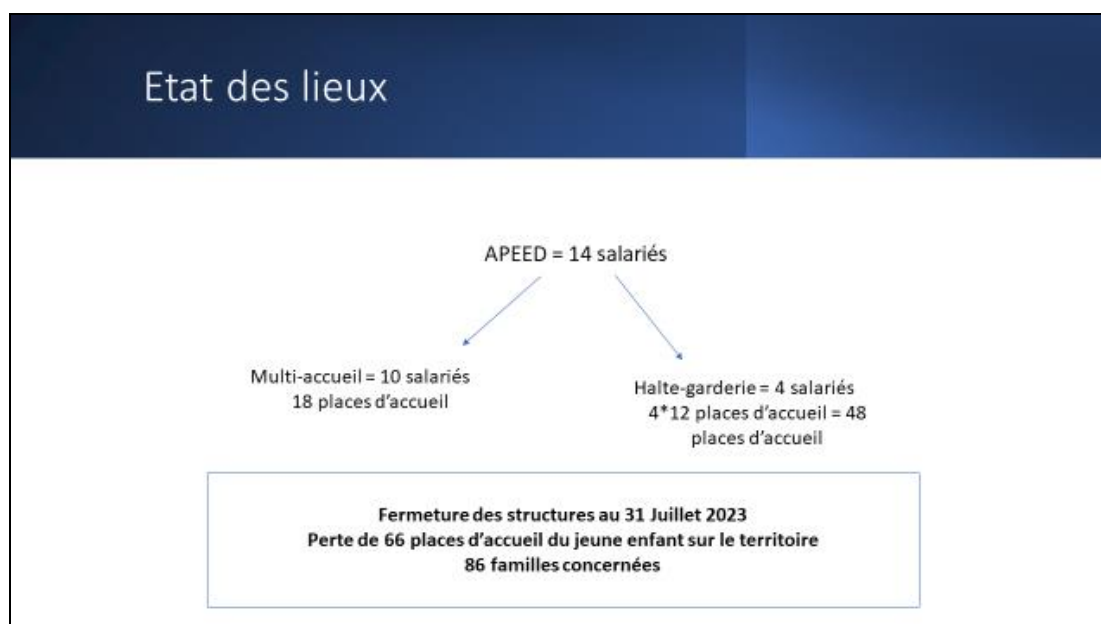 Etat des lieux
APEED = 14 salariés
Multi-accueil = 10 salariés
18 places d'accueil
Halte-garderie = 4 salariés
4*12 places d'accueil = 48
places d'accueil
Fermeture des structures au 31 Juillet 2023
Perte de 66 places d'accueil du jeune enfant sur le territoire
86 familles concernées